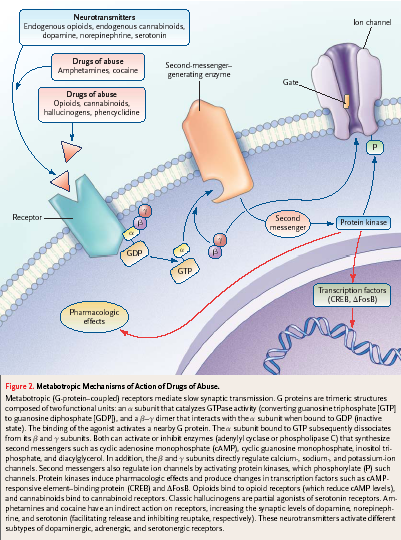 Neurotransmitters
Endogenous opioids, endogenous cannabinoids,
dopamine, norepinephrine, serotonin
Drugs of abuse
Amphetamines, cocaine
Drugs of abuse
Opioids, cannabinoids,
hallucinogens, phencyclidine
Second-messenger–
generating enzyme
Ion channel
Gate
P
Receptor
γ
β
α
GDP
α
GTP
γ
β
Second
messenger
Protein kinase
Pharmacologic
effects
Transcription factors
(CREB, ΔFosB)
Figure 2. Metabotropic Mechanisms of Action of Drugs of Abuse.
Metabotropic (G-protein–coupled) receptors mediate slow synaptic transmission. G proteins are trimeric structures
composed of two functional units: an α subunit that catalyzes GTPase activity (converting guanosine triphosphate [GTP]
to guanosine diphosphate [GDP]), and a β–γ dimer that interacts with the α subunit when bound to GDP (inactive
state). The binding of the agonist activates a nearby G protein. The α subunit bound to GTP subsequently dissociates
from its β and γ subunits. Both can activate or inhibit enzymes (adenylyl cyclase or phospholipase C) that synthesize
second messengers such as cyclic adenosine monophosphate (cAMP), cyclic guanosine monophosphate, inositol tri-
phosphate, and diacylglycerol. In addition, the β and γ subunits directly regulate calcium-, sodium-, and potassium-ion
channels. Second messengers also regulate ion channels by activating protein kinases, which phosphorylate (P) such
channels. Protein kinases induce pharmacologic effects and produce changes in transcription factors such as cAMP-
responsive element–binding protein (CREB) and ΔFosB. Opioids bind to opioid receptors (which reduce cAMP levels),
and cannabinoids bind to cannabinoid receptors. Classic hallucinogens are partial agonists of serotonin receptors. Am-
phetamines and cocaine have an indirect action on receptors, increasing the synaptic levels of dopamine, norepineph-
rine, and serotonin (facilitating release and inhibiting reuptake, respectively). These neurotransmitters activate different
subtypes of dopaminergic, adrenergic, and serotonergic receptors.